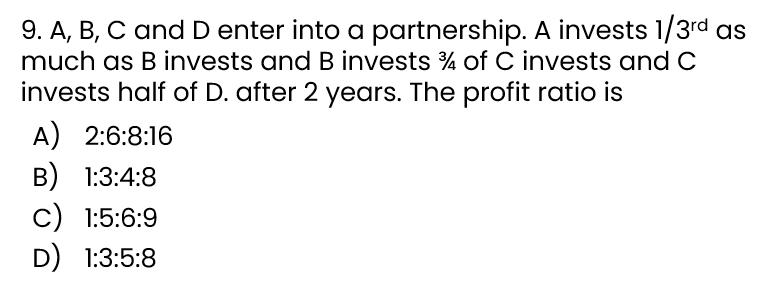 9. A, B, C and D enter into a partnership. A invests 1/3rd as
much as B invests and B invests ¾ of C invests and C
invests half of D. after 2 years. The profit ratio is
A) 2:6:8:16
B) 1:3:4:8
C) 1:5:6:9
D) 1:3:5:8